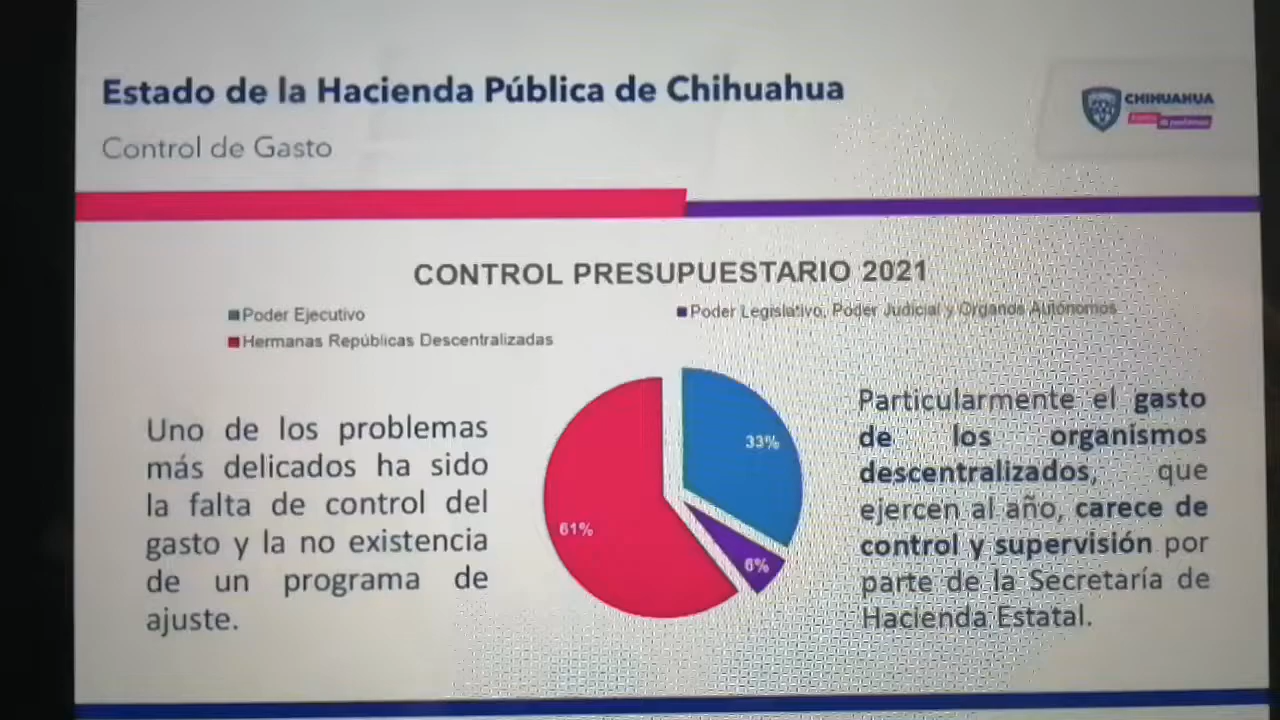 Estado de la Hacienda Pública de Chihuahua
Control de Gasto
CHIHUAHUA
CONTROL PRESUPUESTARIO 2021
Poder Ejecutivo
Poder Legislativo, Poder Judicial y Organos Autónomos
Hermanas Repúblicas Descentralizadas
Uno de los problemas
más delicados ha sido
la falta de control del
gasto y la no existencia
de un programa de
ajuste.
33%
61%
6%
Particularmente el gasto
de los organismos
descentralizados, que
ejercen al año, carece de
control y supervisión por
parte de la Secretaría de
Hacienda Estatal.